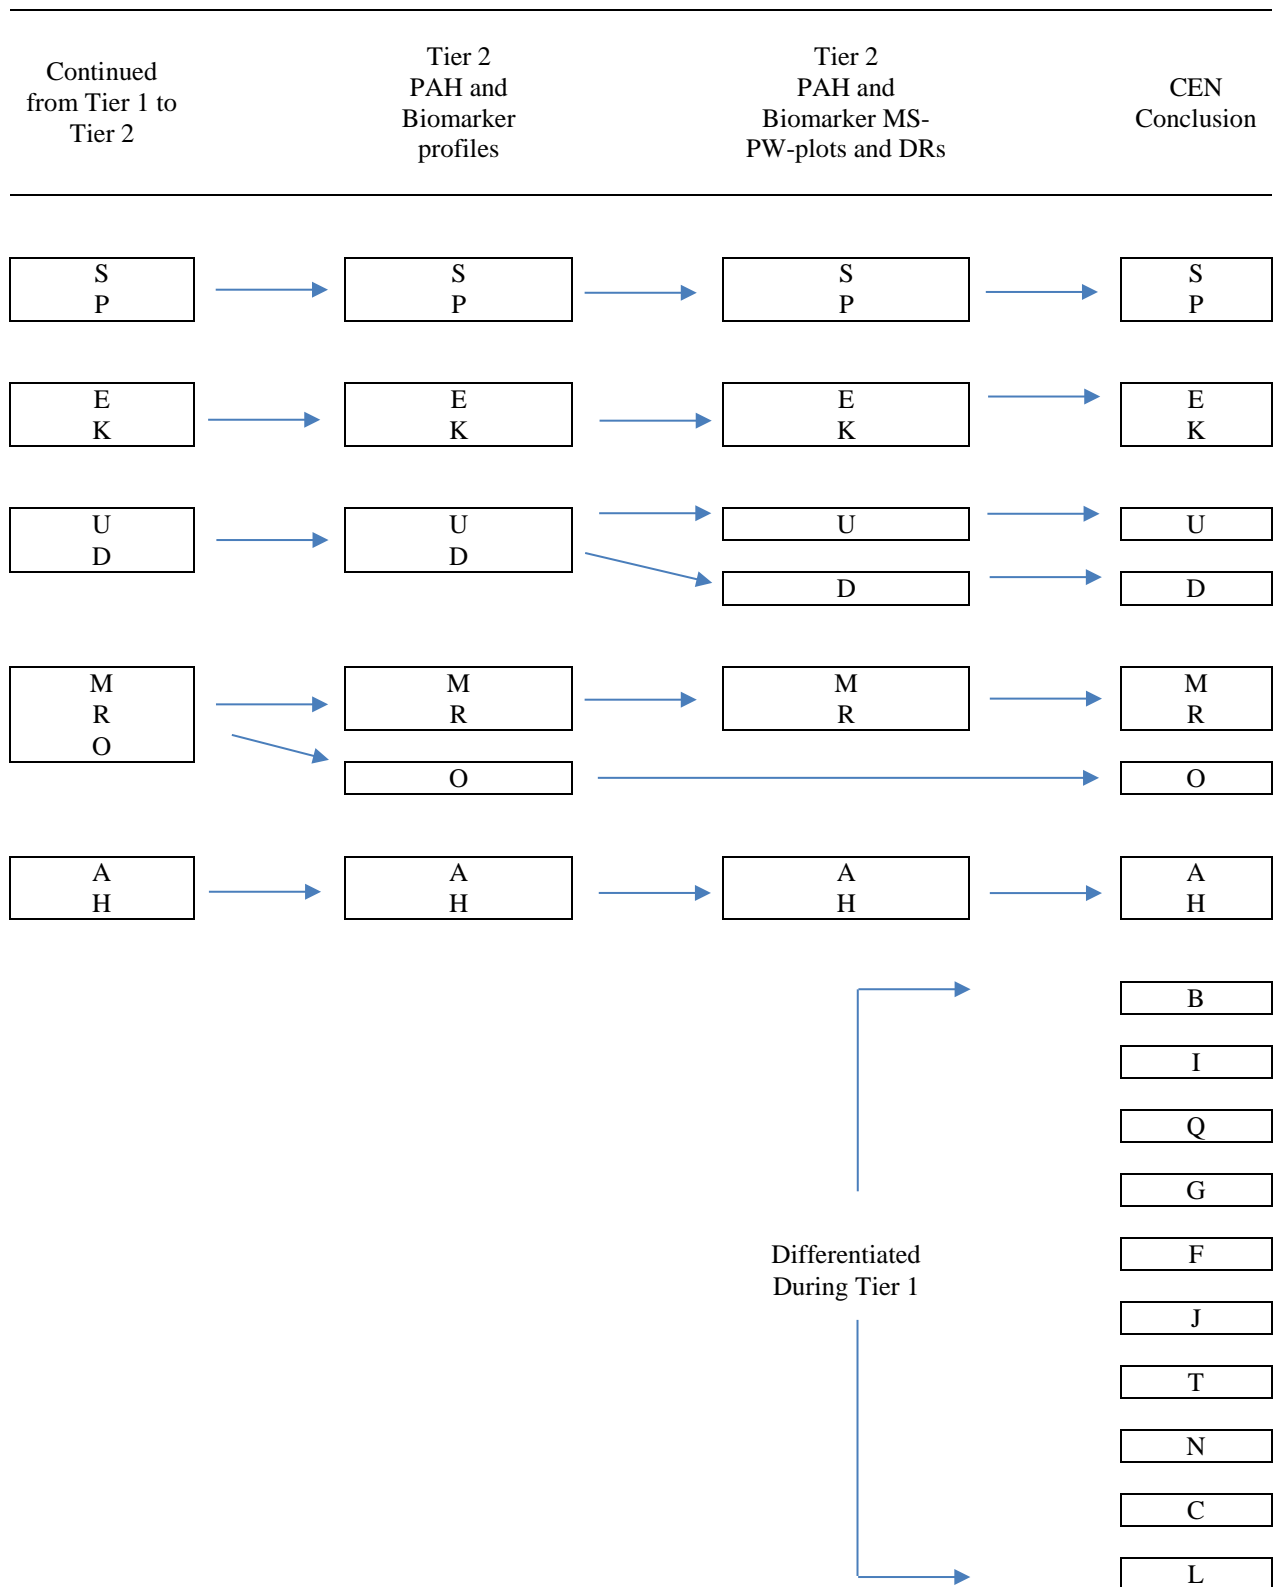 Continued
from Tier 1 to
Tier 2
Tier 2
PAH and
Biomarker
profiles
Tier 2
PAH and
Biomarker MS-
PW-plots and DRs
CEN
Conclusion
S
P
S
P
S
P
S
P
E
K
E
K
E
K
E
K
U
D
U
D
U
D
U
D
M
R
O
M
R
O
M
R
M
R
O
A
H
A
H
A
H
A
H
B
I
Q
G
Differentiated
During Tier 1
F
J
T
N
C
L